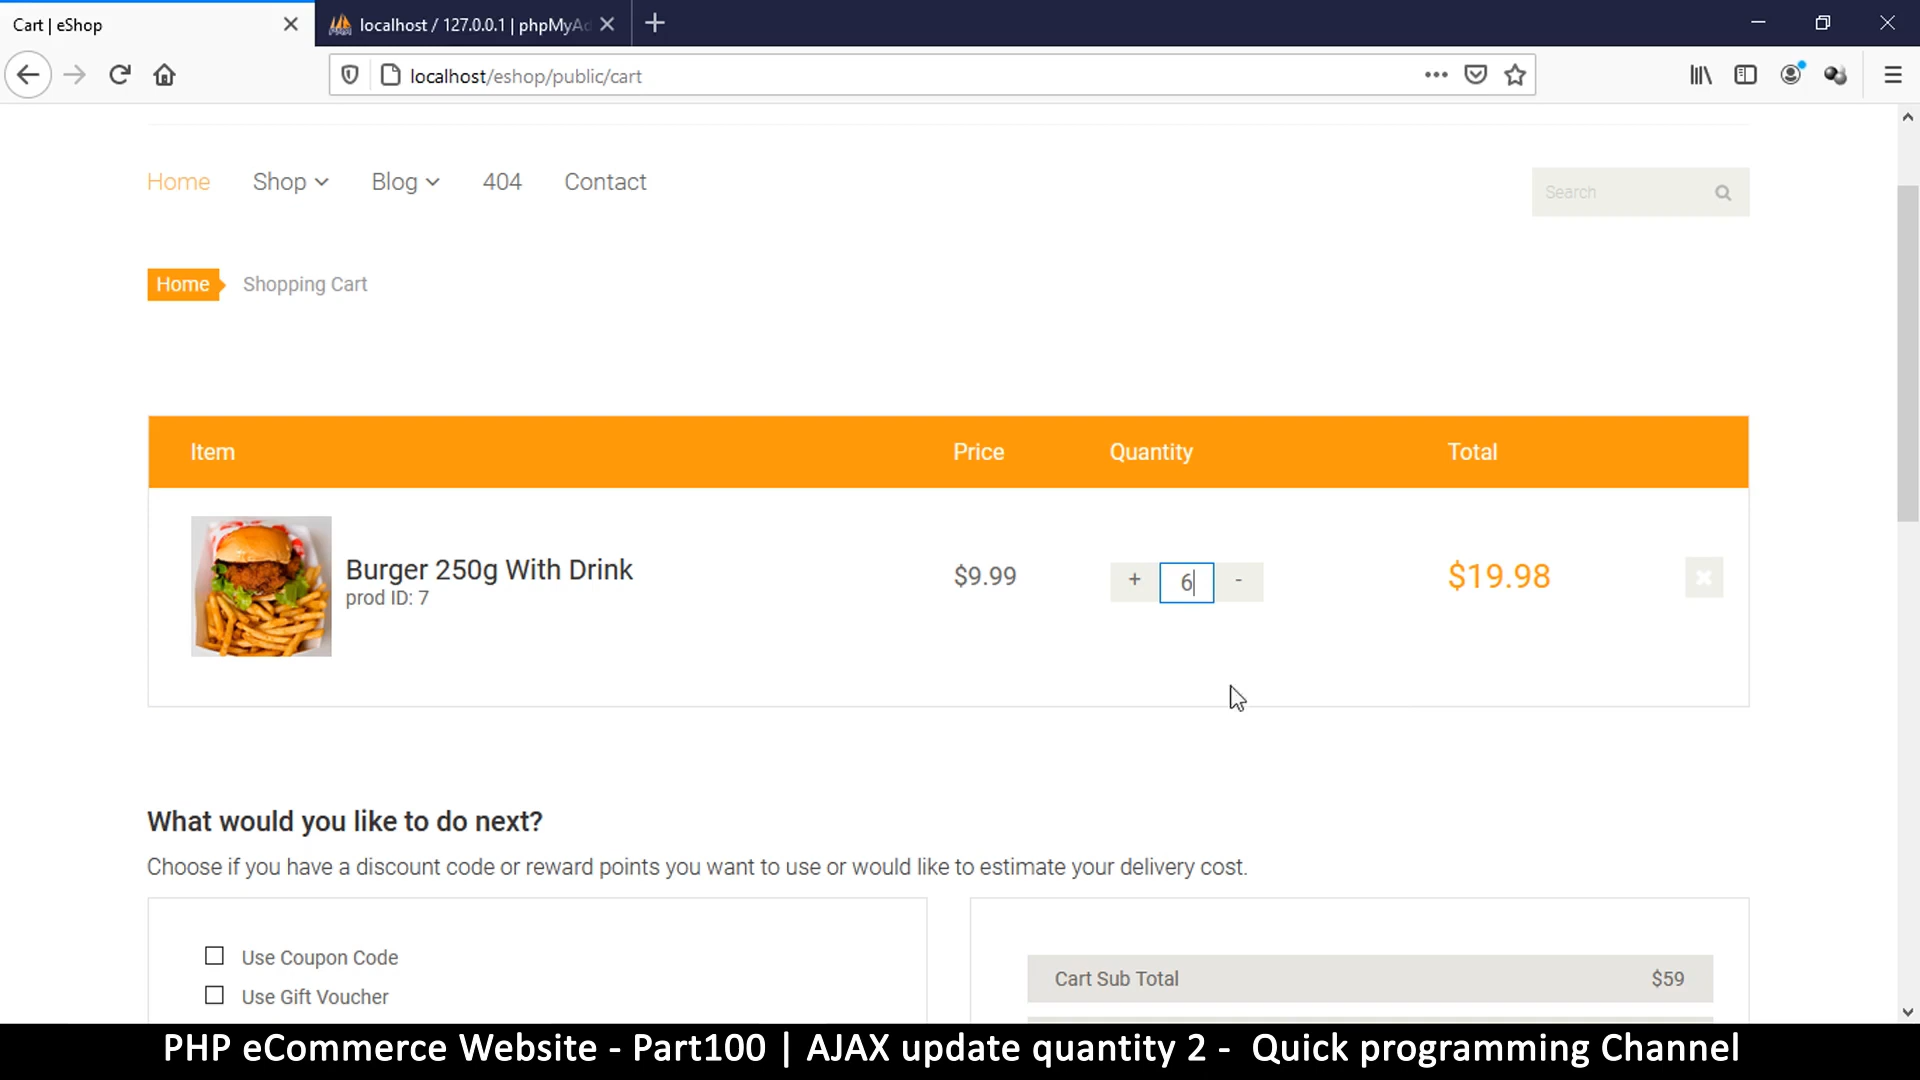 Cart | eShop
localhost / 127.0.0.1 | phpMyAd
localhost/eshop/public/cart
Home Shop Blog 404 Contact
Search
Home Shopping Cart
Item Price Quantity Total
Burger 250g With Drink
prod ID: 7
$9.99 + 6 - $19.98
What would you like to do next?
Choose if you have a discount code or reward points you want to use or would like to estimate your delivery cost.
Use Coupon Code
Use Gift Voucher
Cart Sub Total $59
PHP eCommerce Website - Part100 | AJAX update quantity 2 - Quick programming Channel